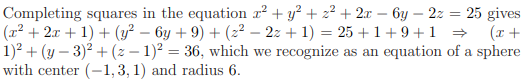 Completing squares in the equation x² + y² + z² + 2x − 6y − 2z = 25 gives
(x² + 2x + 1) + (y² − 6y + 9) + (z² − 2z + 1) = 25 + 1 + 9 + 1 ⇒ (x +
1)² + (y − 3)² + (z − 1)² = 36, which we recognize as an equation of a sphere
with center (−1, 3, 1) and radius 6.